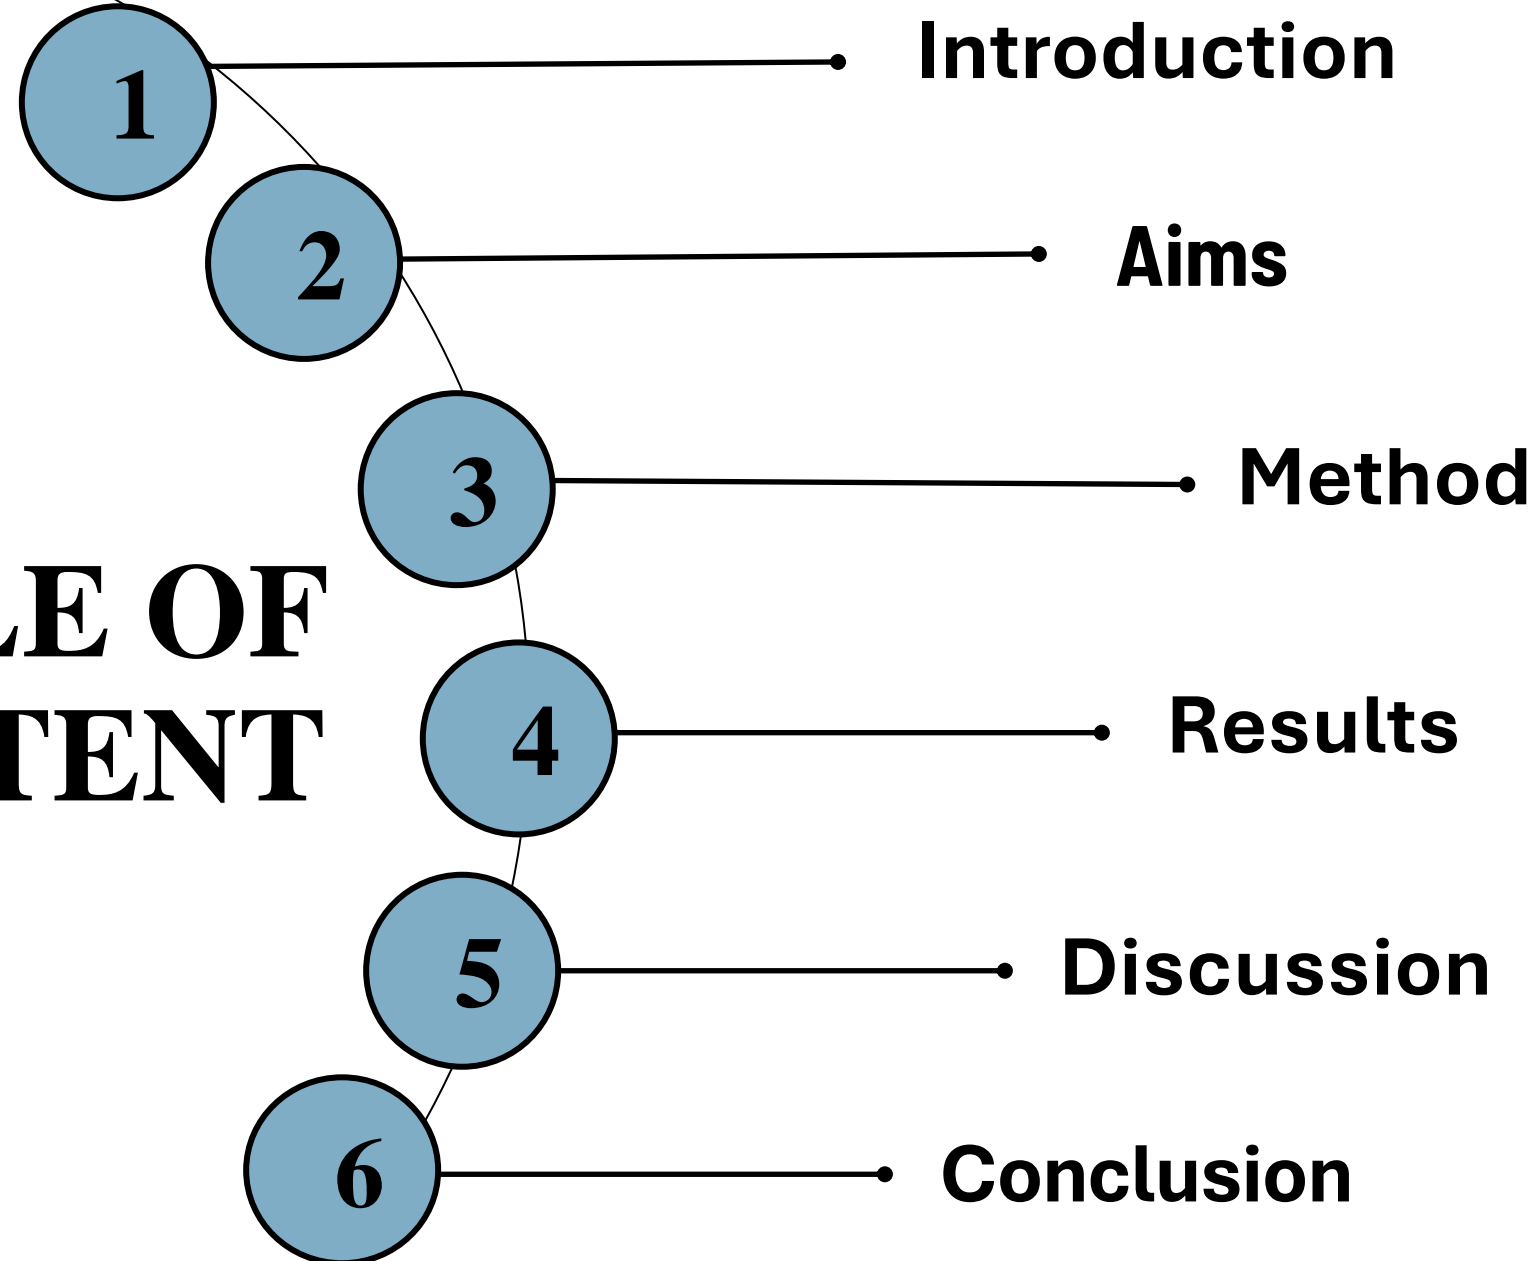 1 Introduction
2 Aims
3 Method
LE OF
4 Results
TENT
5 Discussion
6 Conclusion